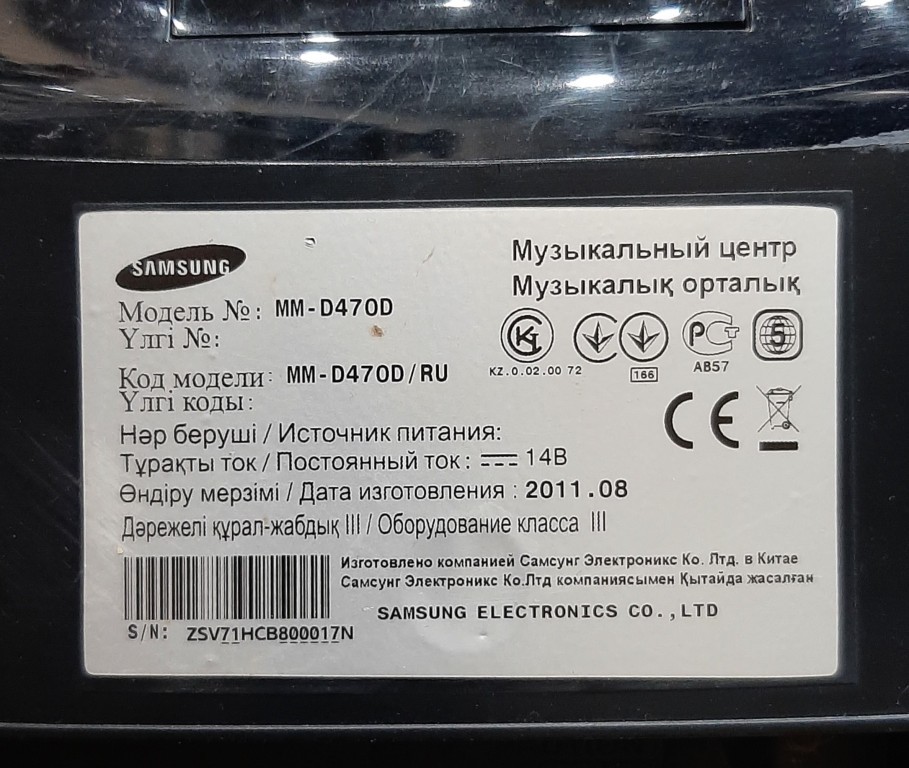 SAMSUNG
Музыкальный центр
Музыкалық орталық
Модель №: MM-D470D
Үлгі №:
KZ.0.02.00 72
166
РСТ
АВ57
5
Код модели: MM-D470D/RU
Үлгі коды:
CE
Нәр беруші / Источник питания:
Тұрақты ток / Постоянный ток : 14В
Өндіру мерзімі / Дата изготовления : 2011.08
Дәрежелі құрал-жабдық III / Оборудование класса III
Изготовлено компанией Самсунг Электроникс Ко. Лтд. в Китае
Самсунг Электроникс Ко.Лтд компаниясымен Қытайда жасалған
SAMSUNG ELECTRONICS CO.,LTD
S/N: ZSV71HCB800017N